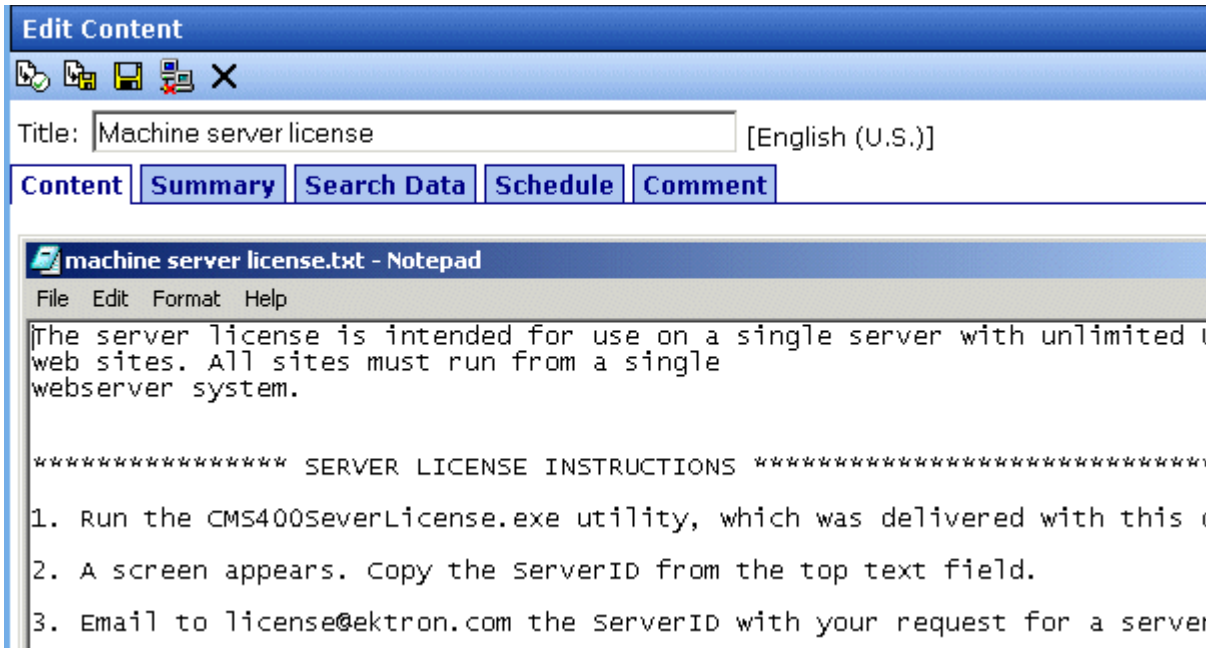 Edit Content
Title: Machine server license [English (U.S.)]
Content Summary Search Data Schedule Comment
machine server license.txt - Notepad
File Edit Format Help
The server license is intended for use on a single server with unlimited
web sites. All sites must run from a single
webserver system.
**************** SERVER LICENSE INSTRUCTIONS ****************************
1. Run the CMS400SeverLicense.exe utility, which was delivered with this
2. A screen appears. Copy the ServerID from the top text field.
3. Email to license@ektron.com the ServerID with your request for a server